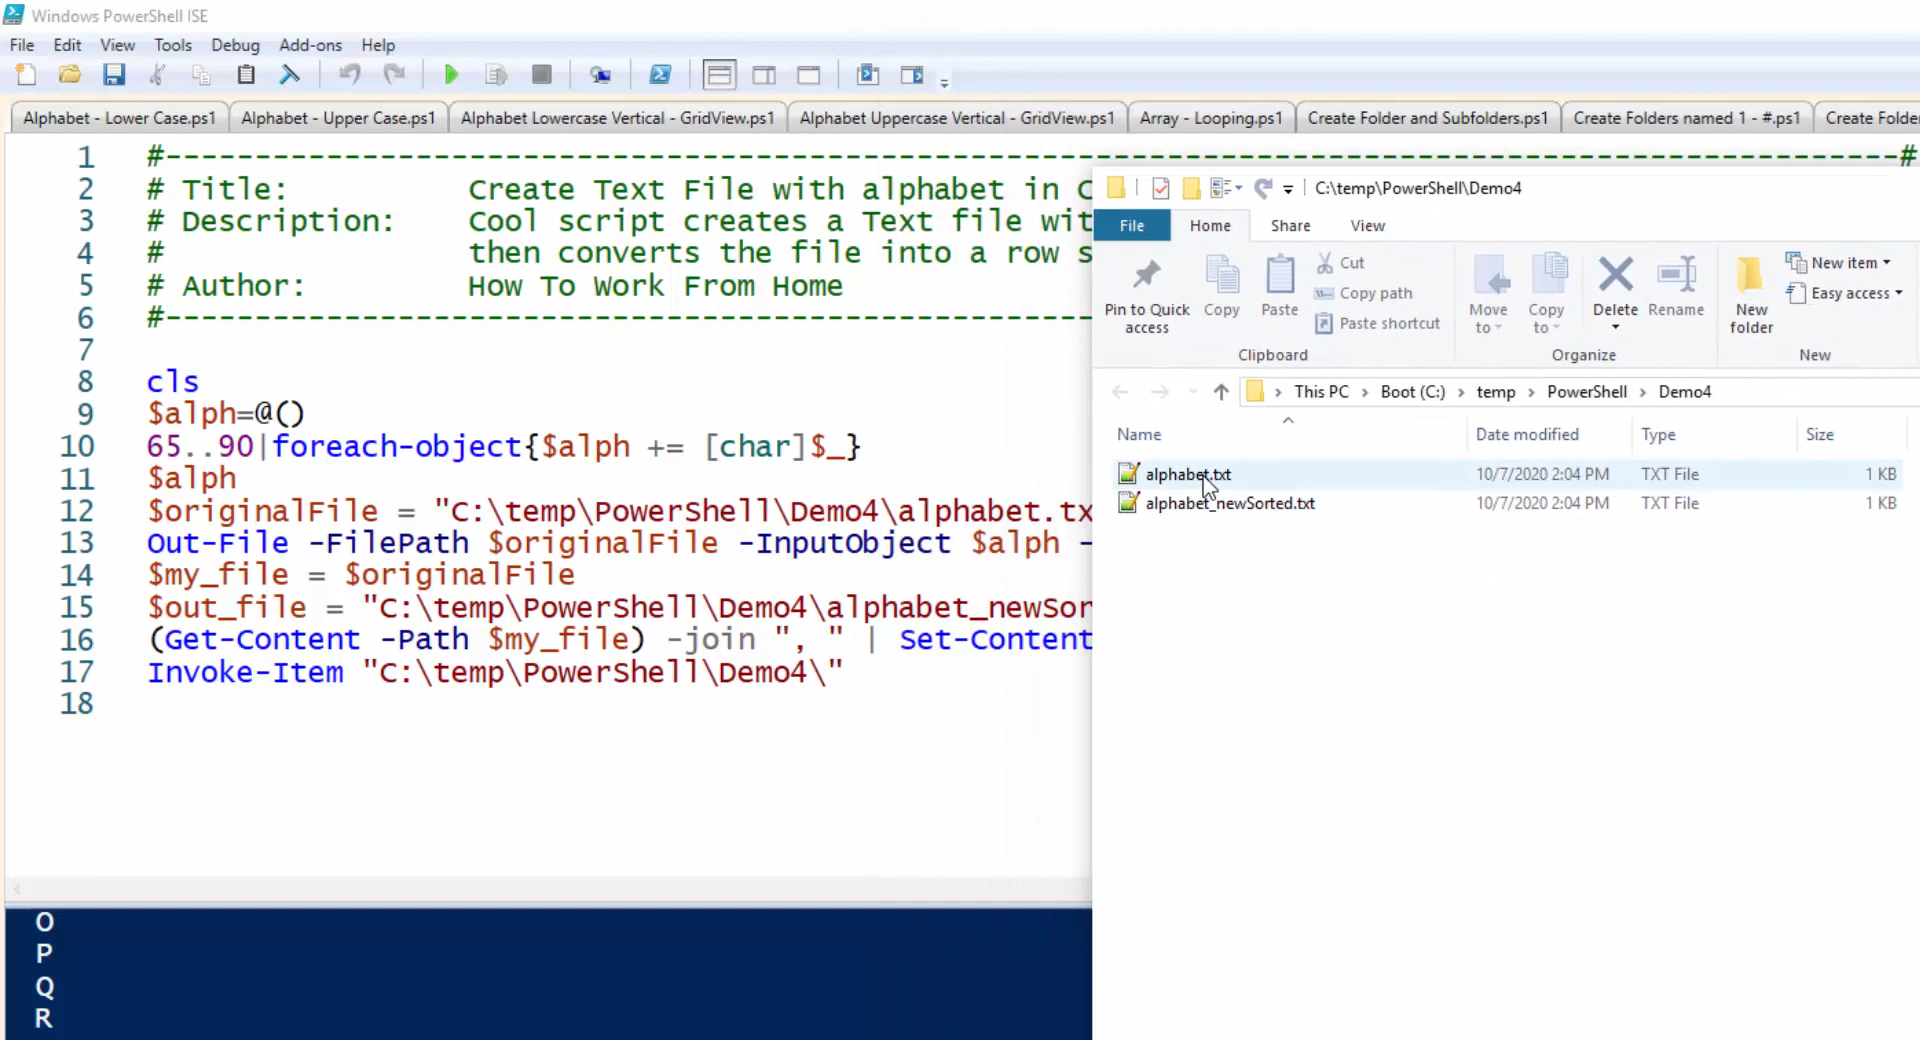 Windows PowerShell ISE
File Edit View Tools Debug Add-ons Help
Alphabet - Lower Case.ps1 Alphabet - Upper Case.ps1 Alphabet Lowercase Vertical - GridView.ps1 Alphabet Uppercase Vertical - GridView.ps1 Array - Looping.ps1 Create Folder and Subfolders.ps1 Create Folders named 1 - #.ps1 Create Folde
1 #------------------------------------------------------------------------------------------------#
2 # Title: Create Text File with alphabet in C
3 # Description: Cool script creates a Text file wit
4 # then converts the file into a row s
5 # Author: How To Work From Home
6 #----------------------------------------------------
7
8 cls
9 $alph=@()
10 65..90|foreach-object{$alph += [char]$_}
11 $alph
12 $originalFile = "C:\temp\PowerShell\Demo4\alphabet.tx
13 Out-File -FilePath $originalFile -InputObject $alph -
14 $my_file = $originalFile
15 $out_file = "C:\temp\PowerShell\Demo4\alphabet_newSor
16 (Get-Content -Path $my_file) -join ", " | Set-Content
17 Invoke-Item "C:\temp\PowerShell\Demo4\"
18
O
P
Q
R
C:\temp\PowerShell\Demo4
File Home Share View
Pin to Quick access
Copy
Paste
Cut
Copy path
Paste shortcut
Clipboard
Move to
Copy to
Delete
Rename
Organize
New folder
New item
Easy access
New
This PC > Boot (C:) > temp > PowerShell > Demo4
Name Date modified Type Size
alphabet.txt 10/7/2020 2:04 PM TXT File 1 KB
alphabet_newSorted.txt 10/7/2020 2:04 PM TXT File 1 KB